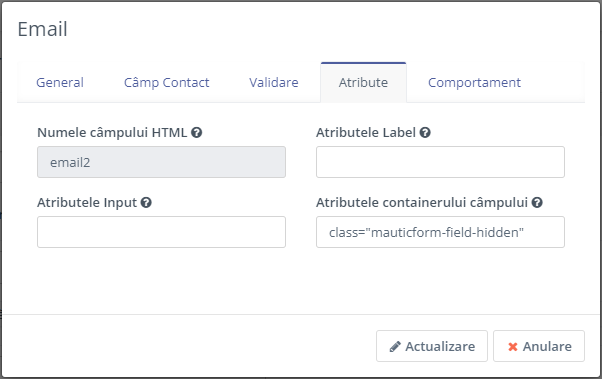 Email
General Câmp Contact Validare Atribute Comportament
Numele câmpului HTML Atributele Label
email2
Atributele Input Atributele containerului câmpului
class="mauticform-field-hidden"
Actualizare Anulare